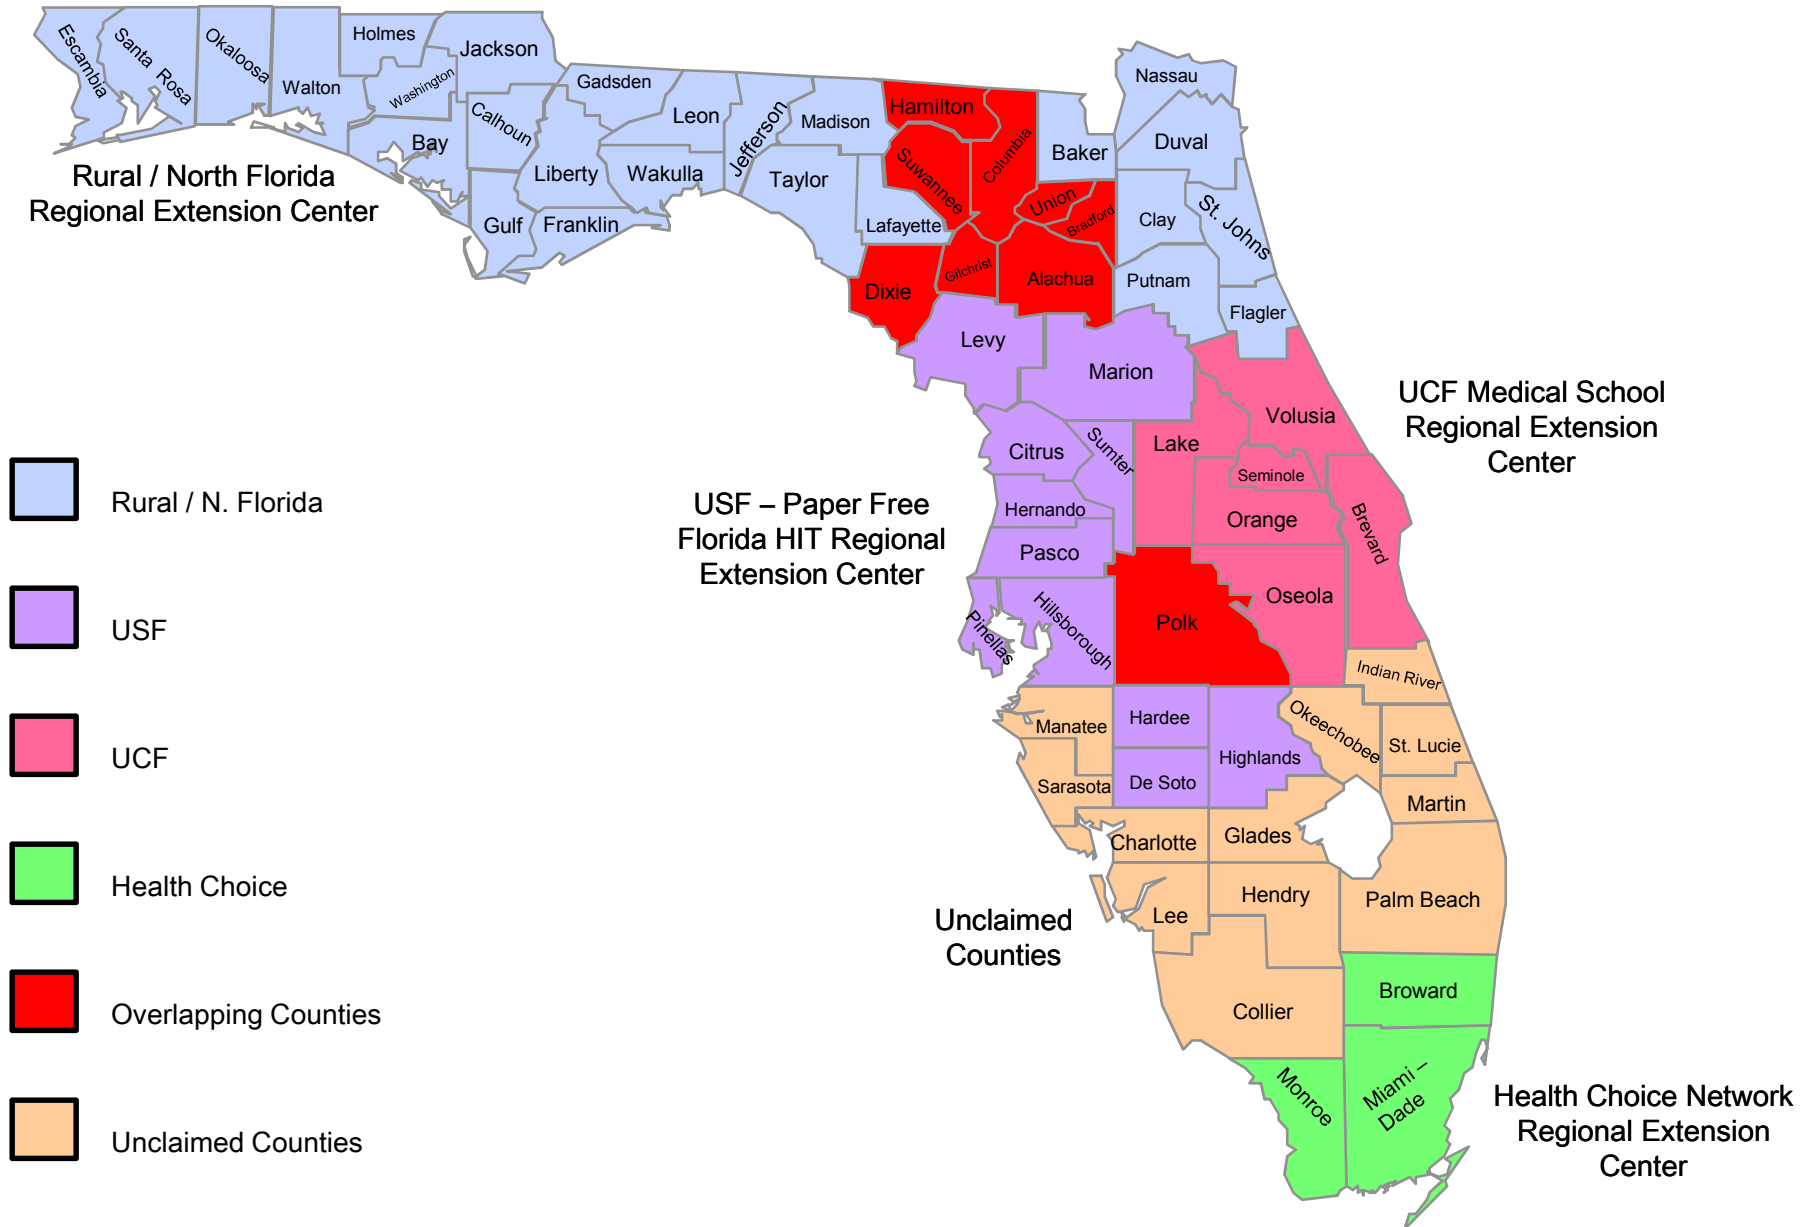 Escambia
Santa Rosa
Okaloosa
Walton
Holmes
Washington
Jackson
Bay
Calhoun
Gulf
Gadsden
Liberty
Franklin
Leon
Wakulla
Jefferson
Madison
Taylor
Lafayette
Hamilton
Suwannee
Columbia
Dixie
Gilchrist
Union
Bradford
Alachua
Baker
Nassau
Duval
Clay
St. Johns
Putnam
Flagler
Rural / North Florida
Regional Extension Center
Levy
Marion
Citrus
Sumter
Hernando
Pasco
Pinellas
Hillsborough
Lake
Volusia
Seminole
Orange
Brevard
Oseola
Polk
UCF Medical School
Regional Extension
Center
USF – Paper Free
Florida HIT Regional
Extension Center
Manatee
Hardee
Highlands
Okeechobee
Indian River
St. Lucie
Sarasota
De Soto
Martin
Charlotte
Glades
Lee
Hendry
Palm Beach
Collier
Broward
Monroe
Miami –
Dade
Unclaimed
Counties
Health Choice Network
Regional Extension
Center
Rural / N. Florida
USF
UCF
Health Choice
Overlapping Counties
Unclaimed Counties